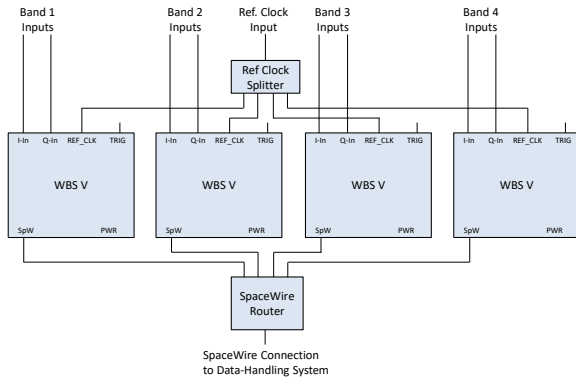 Band 1
Inputs
Band 2
Inputs
Ref. Clock
Input
Band 3
Inputs
Band 4
Inputs
Ref Clock
Splitter
I-In Q-In REF_CLK TRIG
WBS V
SpW PWR
I-In Q-In REF_CLK TRIG
WBS V
SpW PWR
I-In Q-In REF_CLK TRIG
WBS V
SpW PWR
I-In Q-In REF_CLK TRIG
WBS V
SpW PWR
SpaceWire
Router
SpaceWire Connection
to Data-Handling System